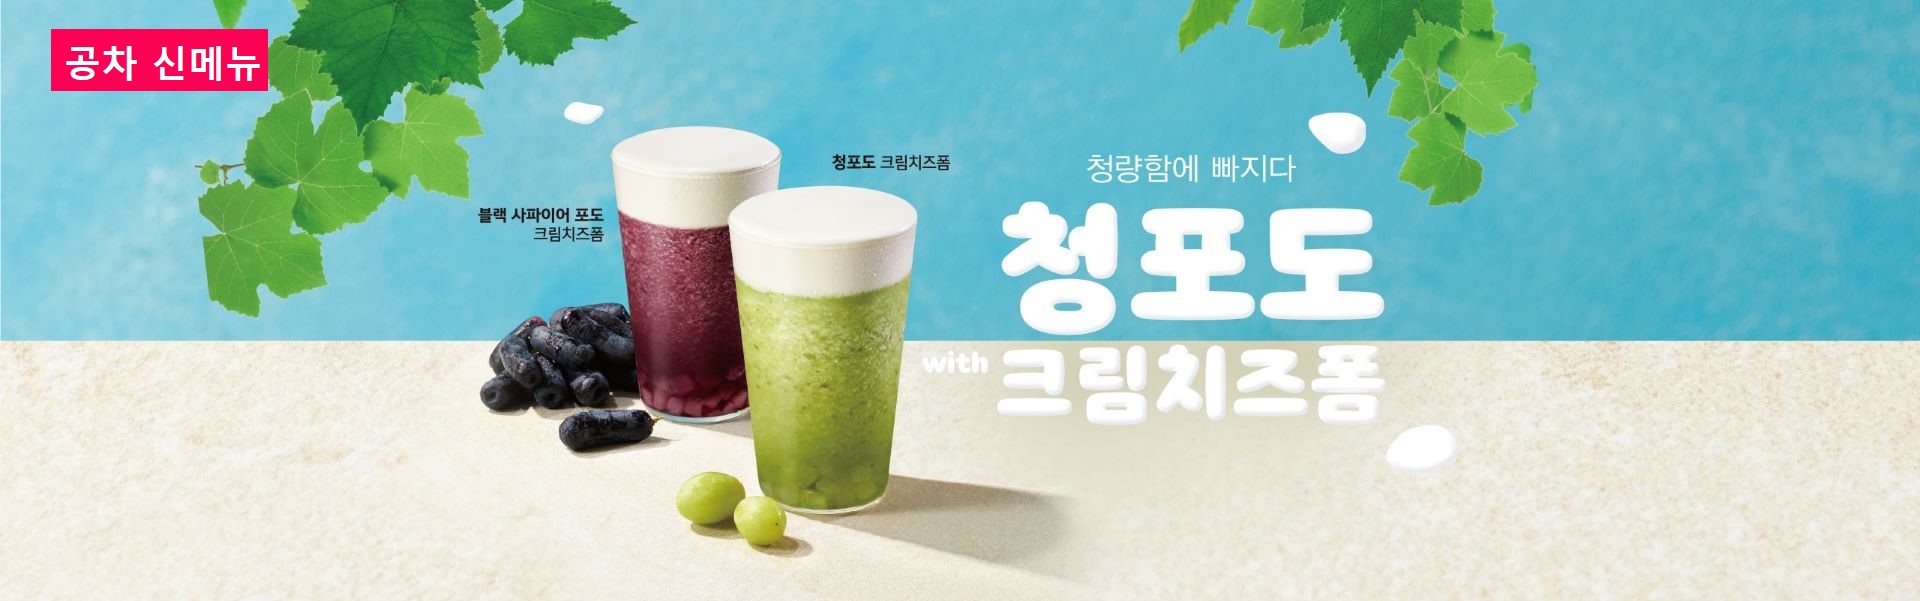 공차 신메뉴
청포도 크림치즈폼
블랙 사파이어 포도
크림치즈폼
청량함에 빠지다
청포도
with 크림치즈폼